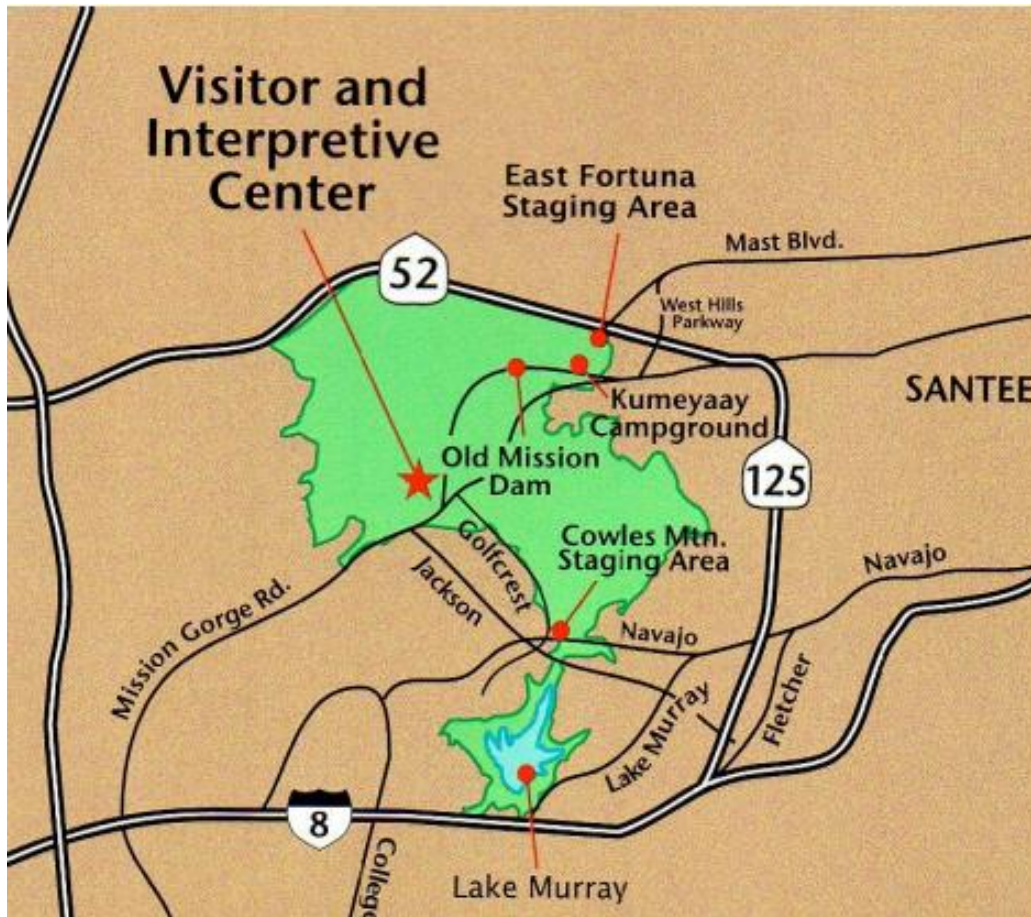 Visitor and
Interpretive
Center
East Fortuna
Staging Area
Mast Blvd.
52
West Hills
Parkway
SANTEE
Kumeyaay
Campground
Old Mission
Dam
125
Cowles Mtn.
Staging Area
Golfcrest
Jackson
Navajo
Navajo
Mission Gorge Rd.
Lake Murray
Fletcher
8
College
Lake Murray